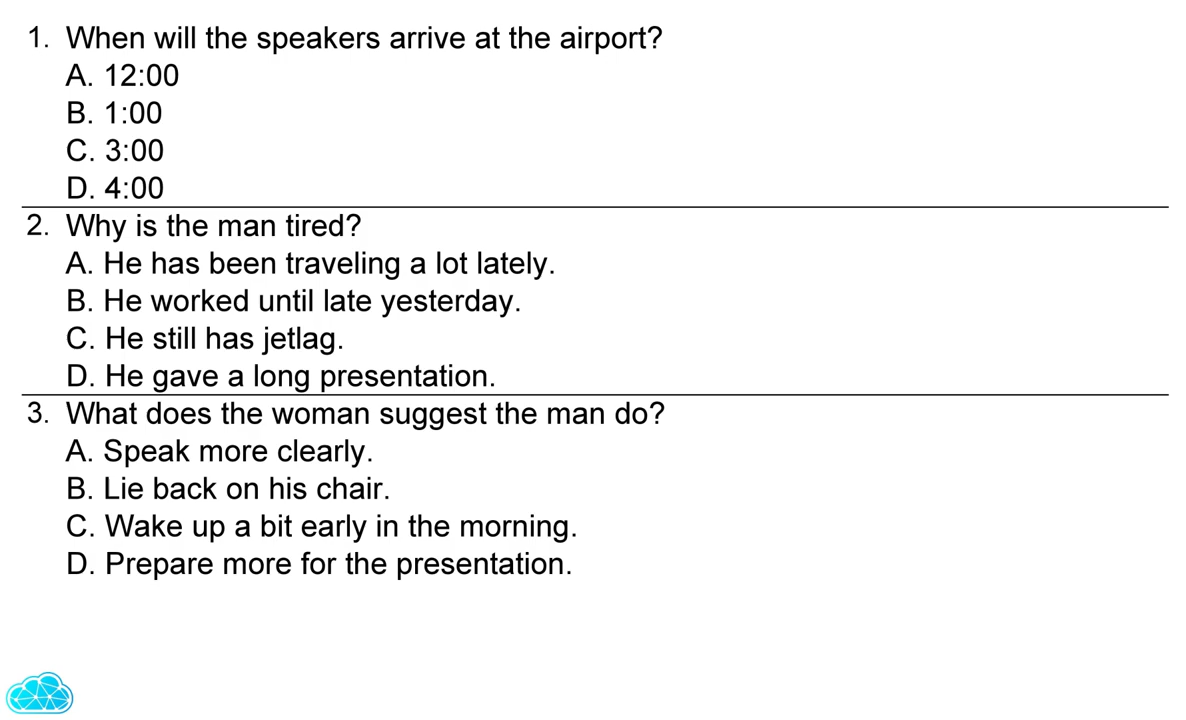 1. When will the speakers arrive at the airport?
A. 12:00
B. 1:00
C. 3:00
D. 4:00
2. Why is the man tired?
A. He has been traveling a lot lately.
B. He worked until late yesterday.
C. He still has jetlag.
D. He gave a long presentation.
3. What does the woman suggest the man do?
A. Speak more clearly.
B. Lie back on his chair.
C. Wake up a bit early in the morning.
D. Prepare more for the presentation.